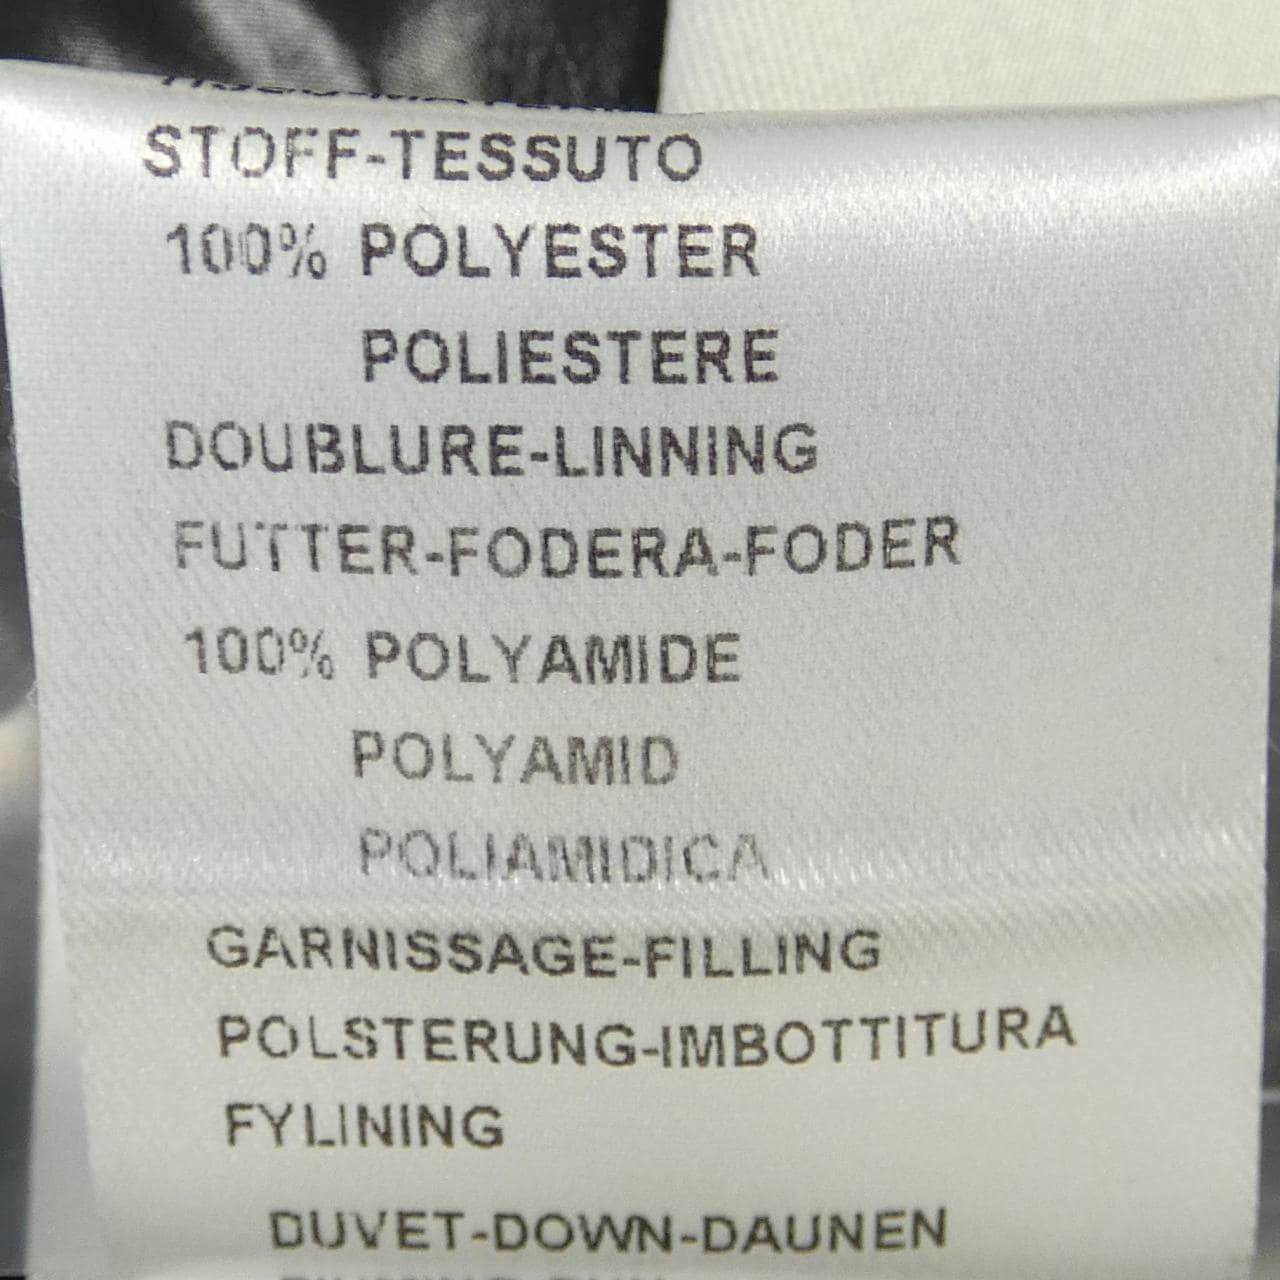 STOFF-TESSUTO
100% POLYESTER
POLIESTERE
DOUBLURE-LINNING
FUTTER-FODERA-FODER
100% POLYAMIDE
POLYAMID
POLIAMIDICA
GARNISSAGE-FILLING
POLSTERUNG-IMBOTTITURA
FYLINING
DUVET-DOWN-DAUNEN